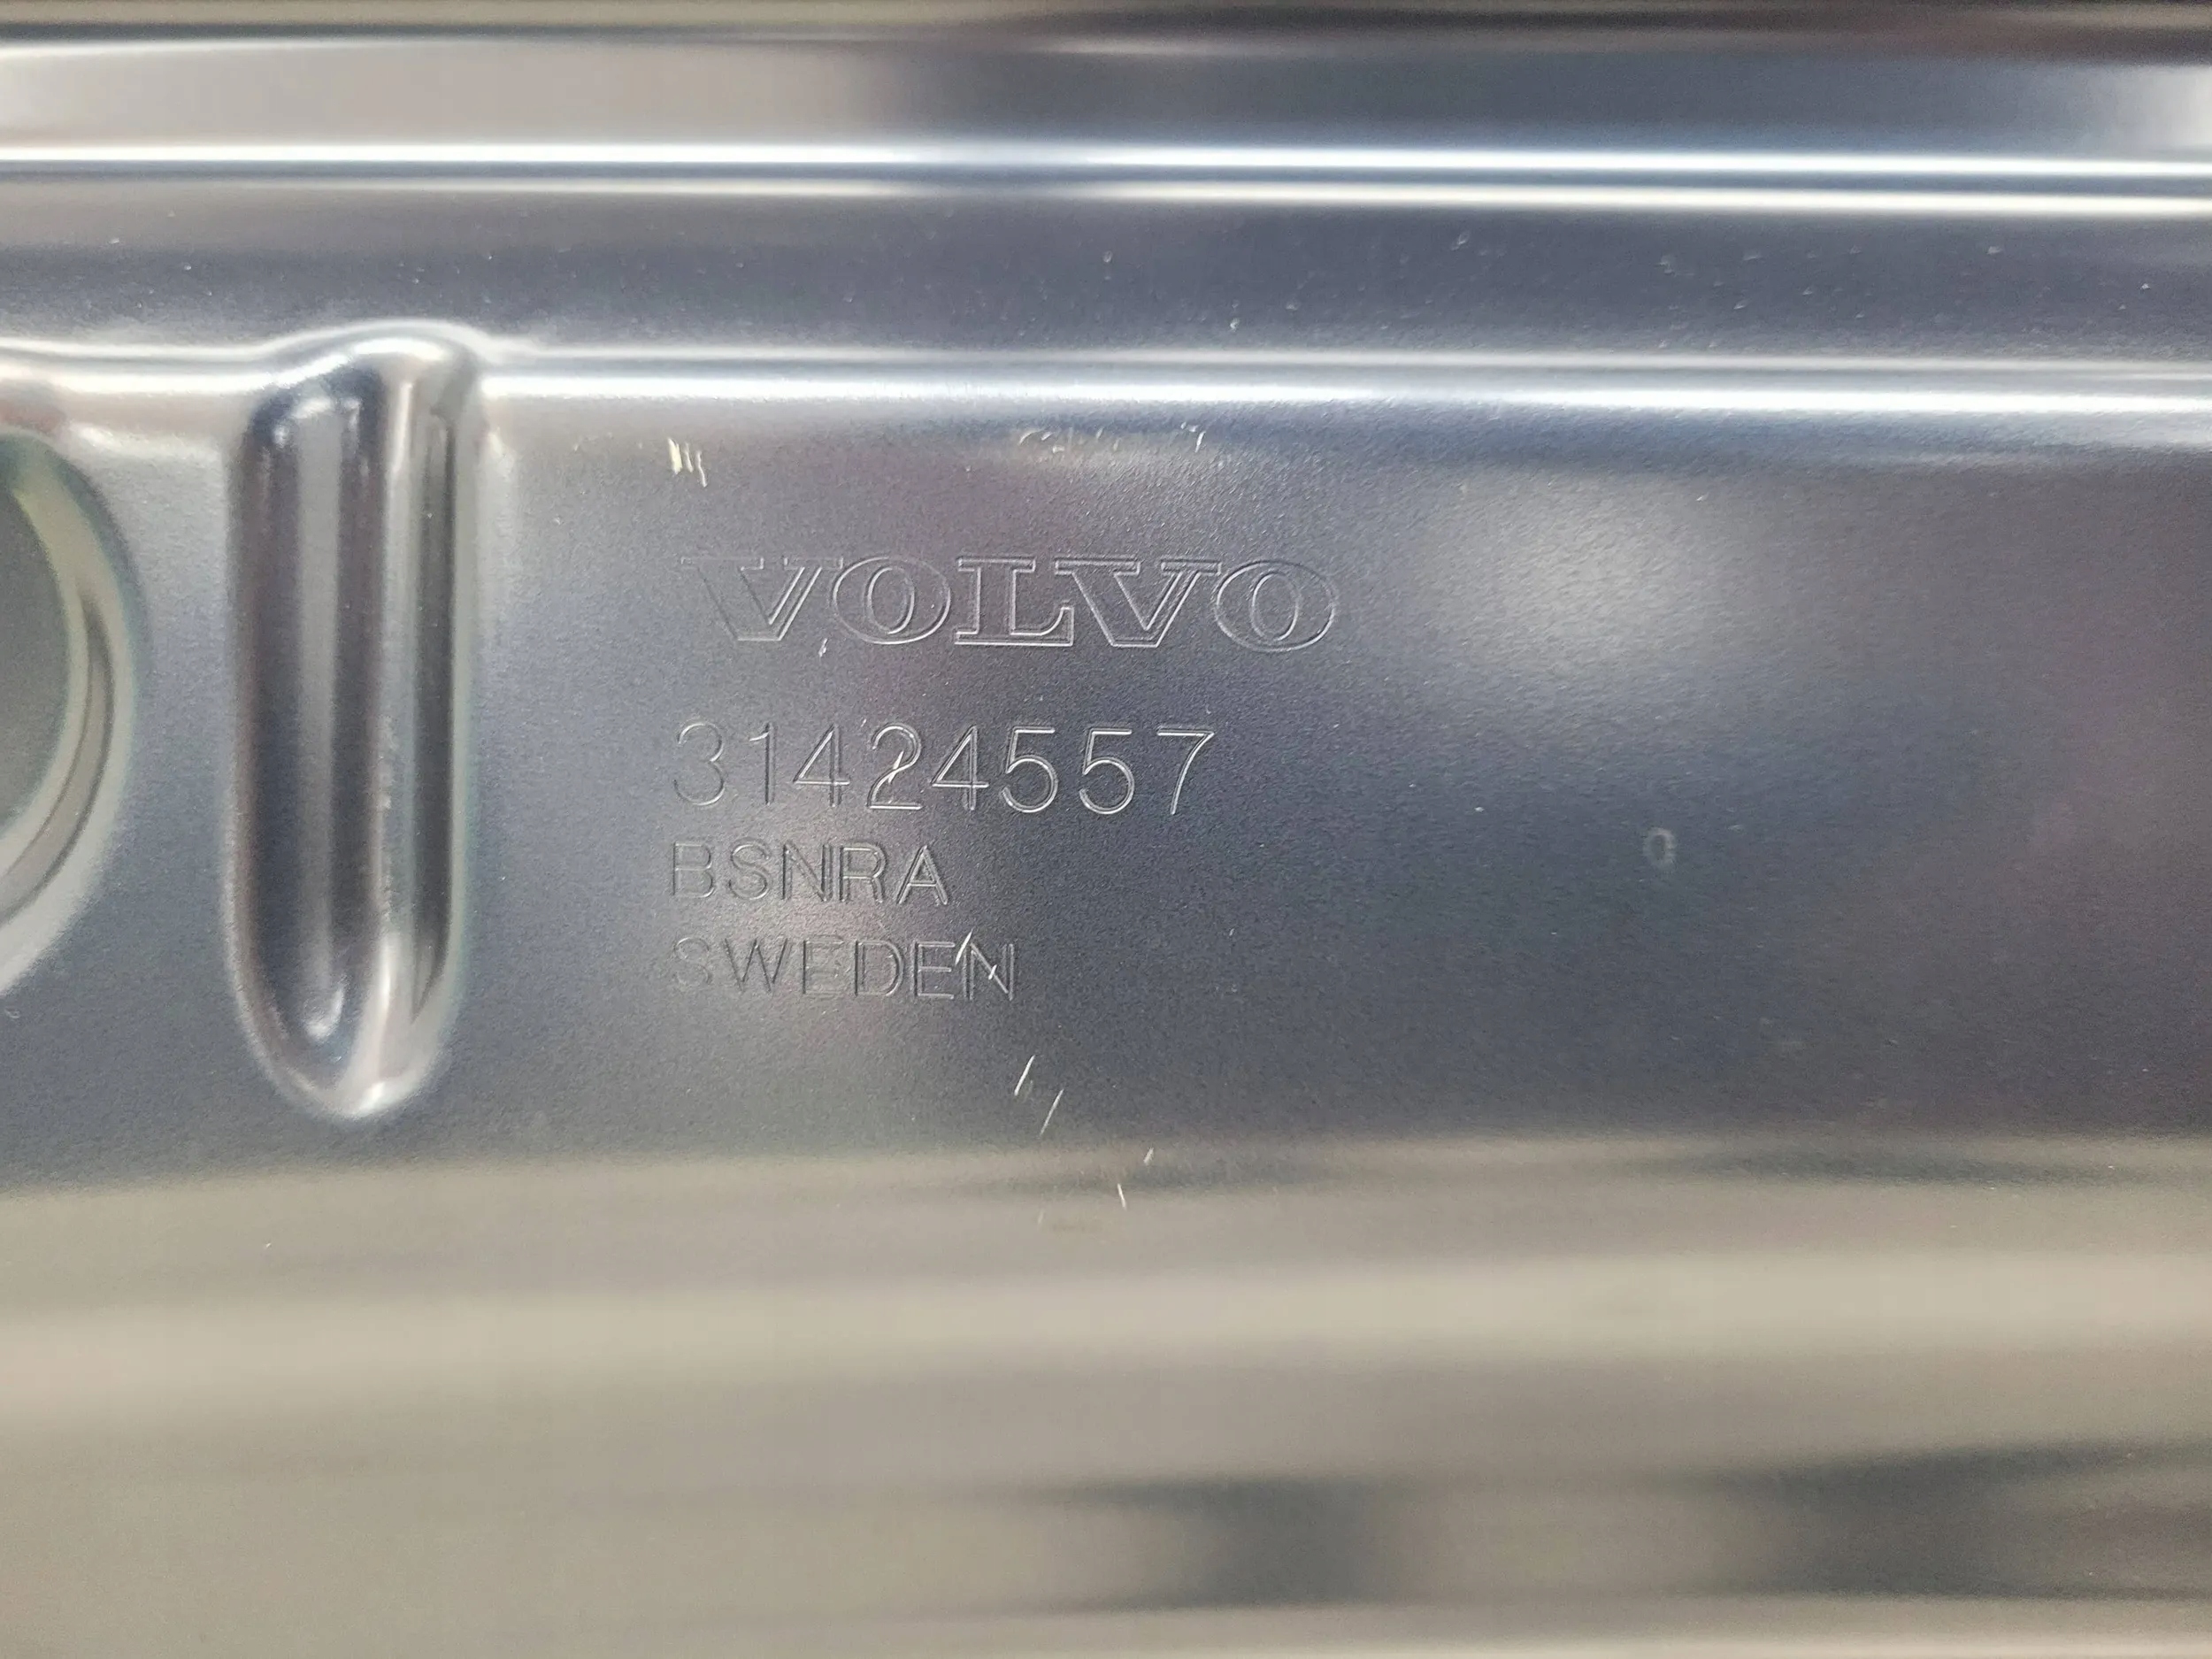 VOLVO
31424557
BSNRA
SWEDEN